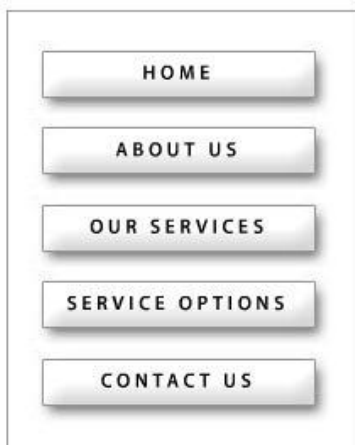 HOME
ABOUT US
OUR SERVICES
SERVICE OPTIONS
CONTACT US